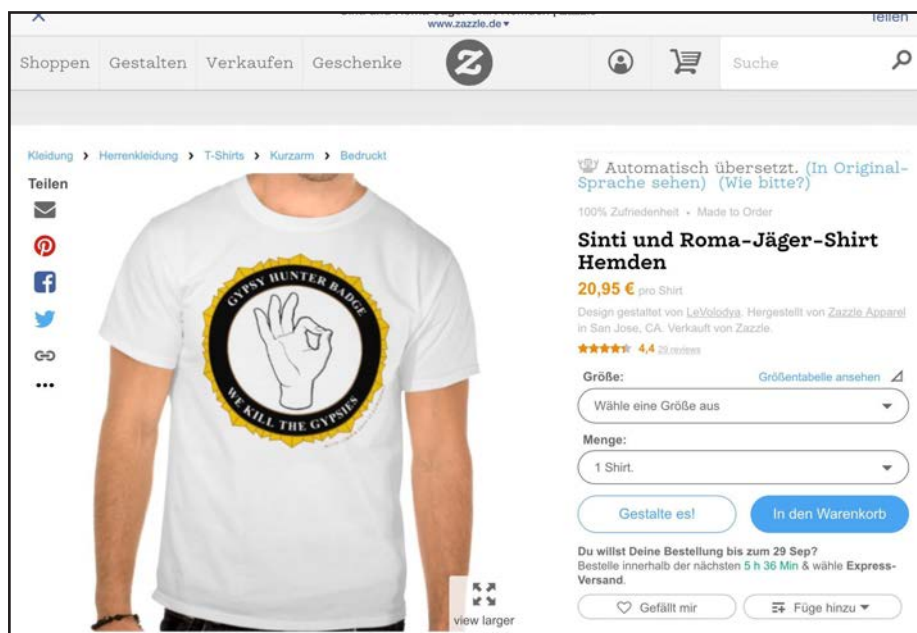 www.zazzle.de ▾
Teilen
Shoppen Gestalten Verkaufen Geschenke
Z
Suche
Kleidung > Herrenkleidung > T-Shirts > Kurzarm > Bedruckt
Teilen
GYPSY HUNTER BADGE
WE KILL THE GYPSIES
view larger
Automatisch übersetzt. (In Original-
Sprache sehen) (Wie bitte?)
100% Zufriedenheit • Made to Order
Sinti und Roma-Jäger-Shirt
Hemden
20,95 € pro Shirt
Design gestaltet von LeVolodya. Hergestellt von Zazzle Apparel
in San Jose, CA. Verkauft von Zazzle.
4,4 29 reviews
Größe:
Größentabelle ansehen
Wähle eine Größe aus
Menge:
1 Shirt.
Gestalte es!
In den Warenkorb
Du willst Deine Bestellung bis zum 29 Sep?
Bestelle innerhalb der nächsten 5 h 36 Min & wähle Express-
Versand.
Gefällt mir
Füge hinzu ▾